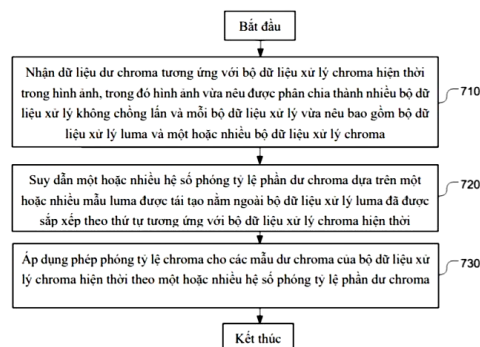 Bắt đầu
Nhận dữ liệu dư chroma tương ứng với bộ dữ liệu xử lý chroma hiện thời
trong hình ảnh, trong đó hình ảnh vừa nêu được phân chia thành nhiều bộ dữ
liệu xử lý không chồng lấn và mỗi bộ dữ liệu xử lý vừa nêu bao gồm bộ dữ
liệu xử lý luma và một hoặc nhiều bộ dữ liệu xử lý chroma
710
Suy dẫn một hoặc nhiều hệ số phóng tỷ lệ phần dư chroma dựa trên một
hoặc nhiều mẫu luma được tái tạo nằm ngoài bộ dữ liệu xử lý luma đã được
sắp xếp theo thứ tự tương ứng với bộ dữ liệu xử lý chroma hiện thời
720
Áp dụng phép phóng tỷ lệ chroma cho các mẫu dư chroma của bộ dữ liệu xử
lý chroma hiện thời theo một hoặc nhiều hệ số phóng tỷ lệ phần dư chroma
730
Kết thúc